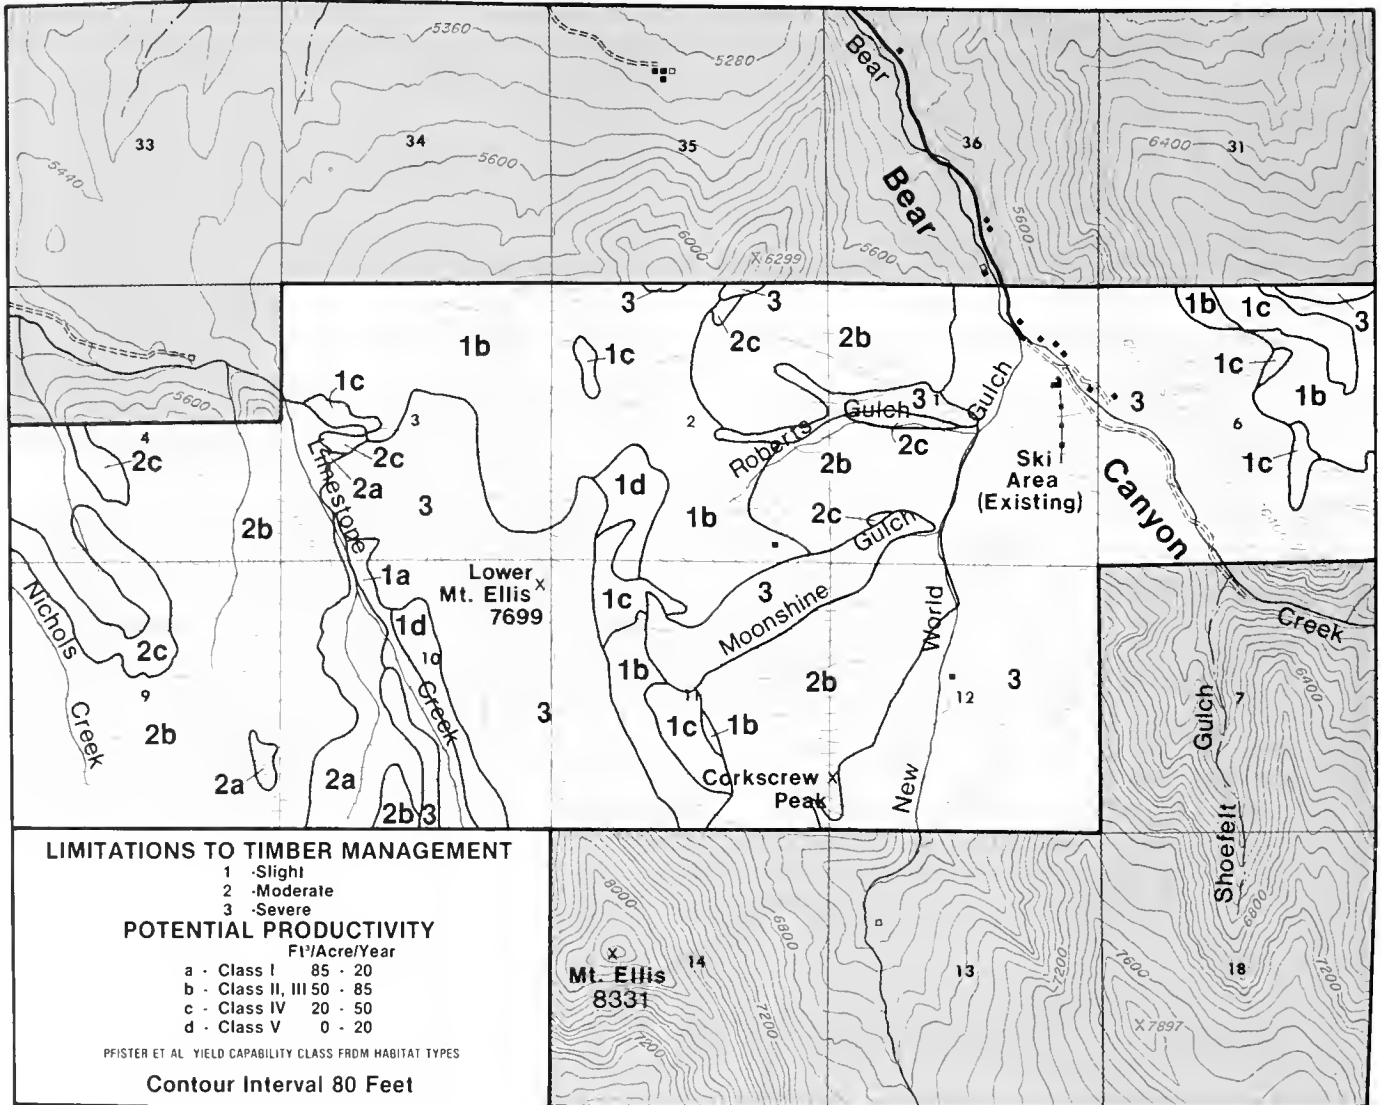 5360
5280
Bear
33
34
35
36
31
6400
5600
5440
Bear
5600
6000
X6299
5600
3
3
1b
1c
3
1b
2c
2b
1c
1c
1c
1b
5600
3
Gulch
3 1
Gulch
3
2
6
4
2c
2c
Roberts
2c
2b
Ski
Area
(Existing)
1c
2a
Limestone
1d
3
1b
2c
Gulch
Canyon
2b
1a
Lower
Mt. Ellis X
7699
1c
3
Moonshine
World
Nichols
1d
Creek
2c
10
1b
2b
3
9
11
12
7
6400
Creek
2b
Creek
3
1c
1b
Gulch
2a
2a
Corkscrew X
Peak
New
2b
3
Shoefelt
LIMITATIONS TO TIMBER MANAGEMENT
1 -Slight
2 -Moderate
3 -Severe
POTENTIAL PRODUCTIVITY
Ft³/Acre/Year
a - Class I 85 - 20
b - Class II, III 50 - 85
c - Class IV 20 - 50
d - Class V 0 - 20
PFISTER ET AL YIELD CAPABILITY CLASS FROM HABITAT TYPES
Contour Interval 80 Feet
8000
6800
6800
X
Mt. Ellis
8331
14
13
18
7200
7600
7200
7200
7200
X7897